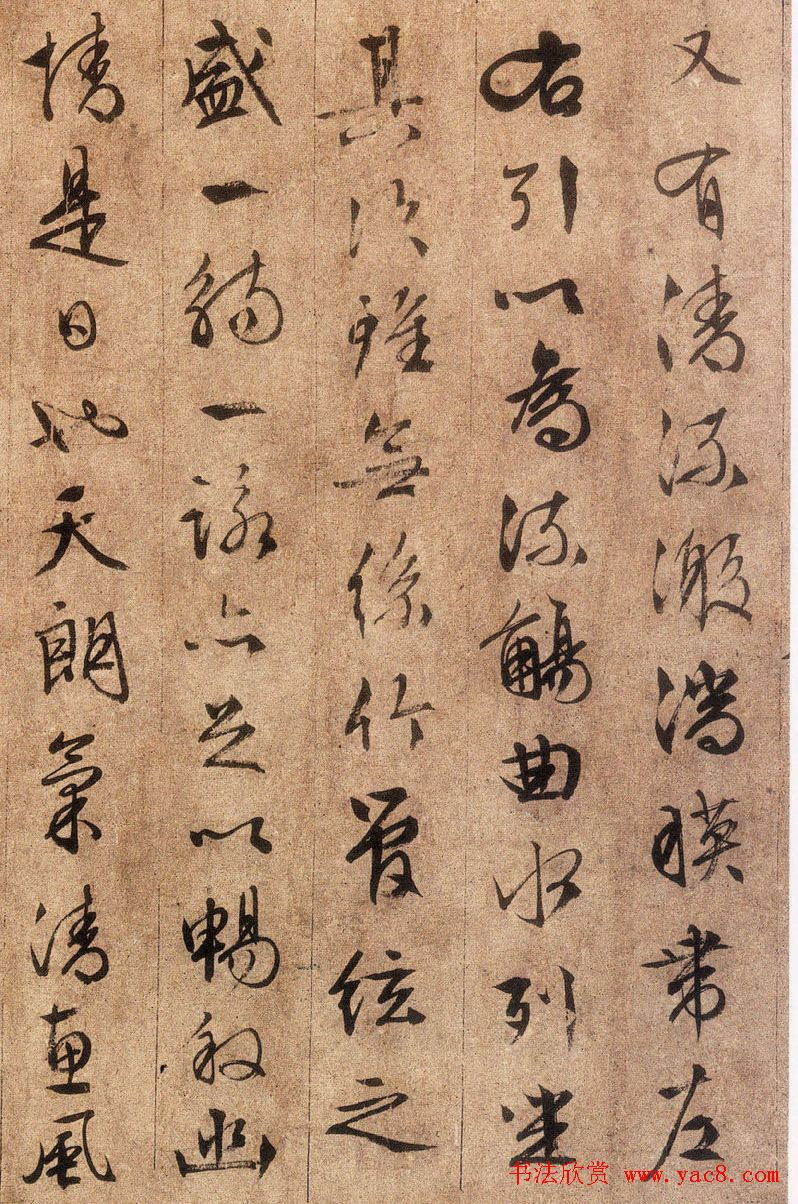 又有清流激湍暎帶左
右引以為流觴曲水列坐
其次雖無絲竹管絃之
盛一觴一詠亦足以暢叙幽
情是日也天朗氣清惠風
书法欣赏 www.yac8.com